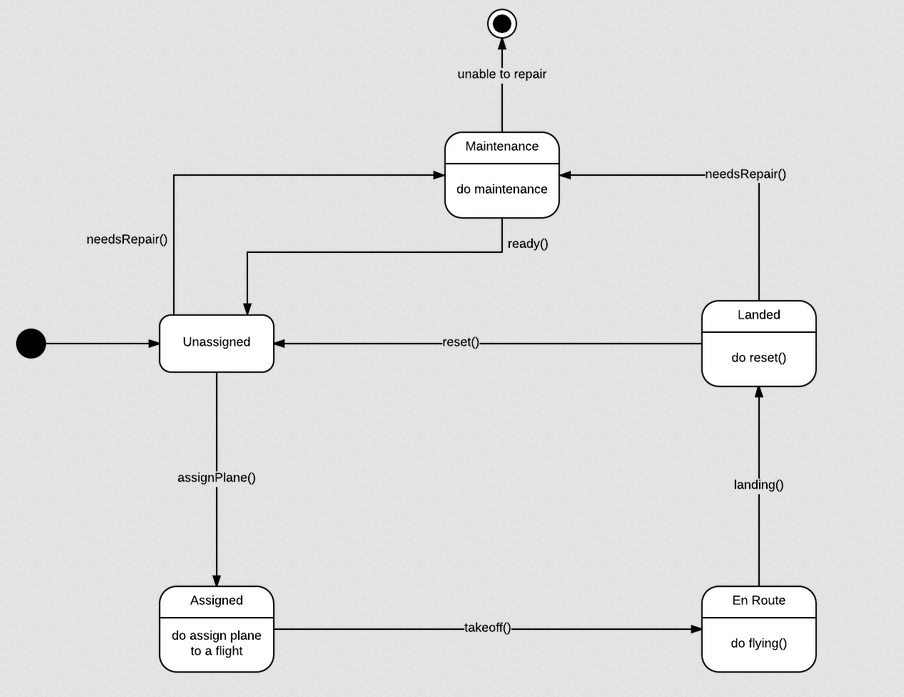 unable to repair
Maintenance
do maintenance
needsRepair()
needsRepair()
ready()
Landed
do reset()
Unassigned
reset()
assignPlane()
landing()
Assigned
do assign plane
to a flight
takeoff()
En Route
do flying()